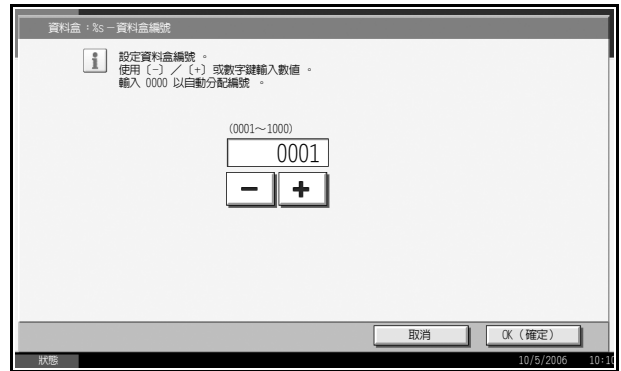 資料盒：%s－資料盒編號
設定資料盒編號 。
使用〔－〕／〔+〕或數字鍵輸入數值 。
輸入 0000 以自動分配編號 。
(0001～1000)
0001
取消
OK（確定）
狀態
10/5/2006 10:10